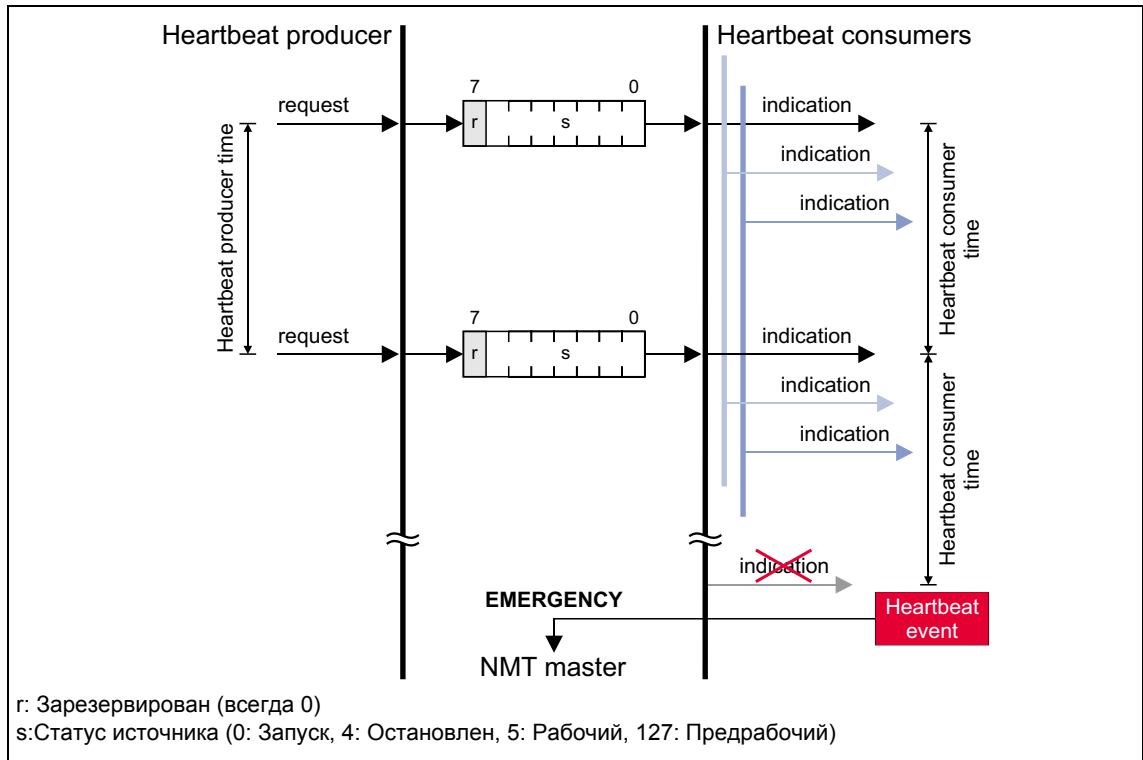 Heartbeat producer
Heartbeat consumers
7 0
request
r s
indication
indication
indication
Heartbeat producer time
Heartbeat consumer
time
7 0
request
r s
indication
indication
indication
Heartbeat consumer
time
indication
EMERGENCY
Heartbeat
event
NMT master
r: Зарезервирован (всегда 0)
s:Статус источника (0: Запуск, 4: Остановлен, 5: Рабочий, 127: Предрабочий)